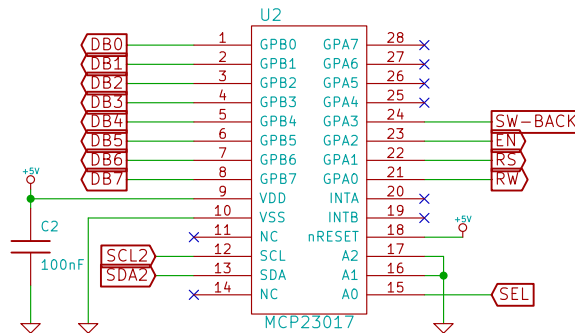 U2
DB0 1 GPB0 GPA7 28
DB1 2 GPB1 GPA6 27
DB2 3 GPB2 GPA5 26
DB3 4 GPB3 GPA4 25
DB4 5 GPB4 GPA3 24 SW-BACK
DB5 6 GPB5 GPA2 23 EN
DB6 7 GPB6 GPA1 22 RS
DB7 8 GPB7 GPA0 21 RW
+5V 9 VDD INTA 20
10 VSS INTB 19
C2 11 NC nRESET 18 +5V
SCL2 12 SCL A2 17
100nF SDA2 13 SDA A1 16
14 NC A0 15 SEL
MCP23017